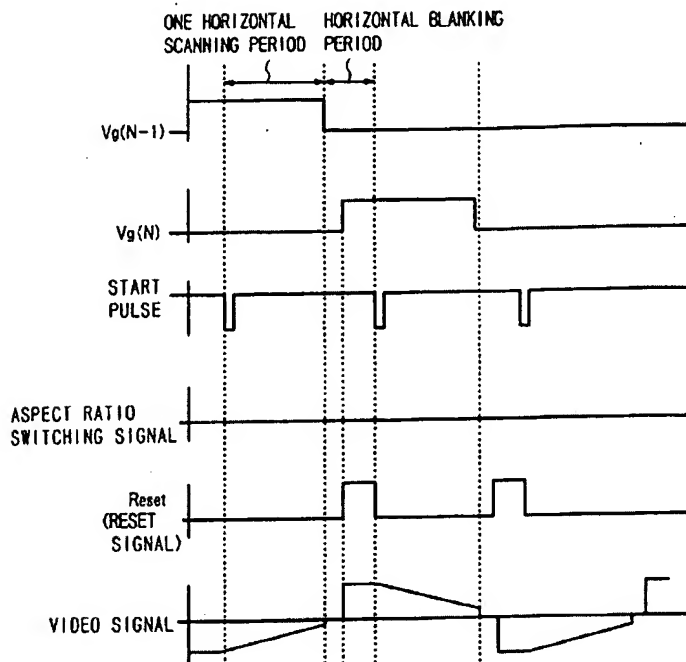 ONE HORIZONTAL
SCANNING PERIOD
HORIZONTAL BLANKING
PERIOD
Vg(N-1)
Vg(N)
START
PULSE
ASPECT RATIO
SWITCHING SIGNAL
Reset
(RESET
SIGNAL)
VIDEO SIGNAL